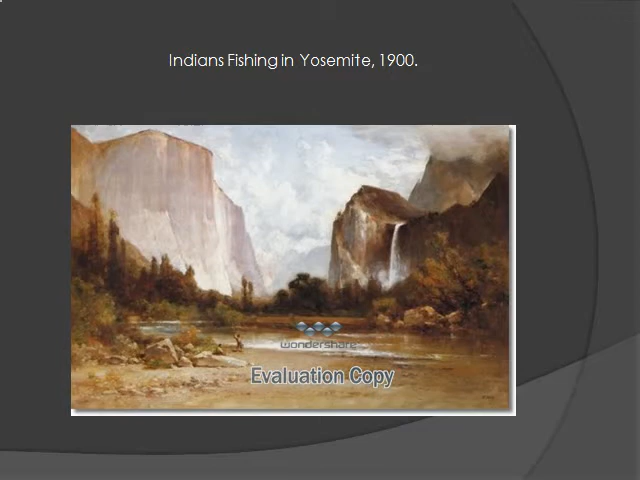 Indians Fishing in Yosemite, 1900.
wondershare
Evaluation Copy